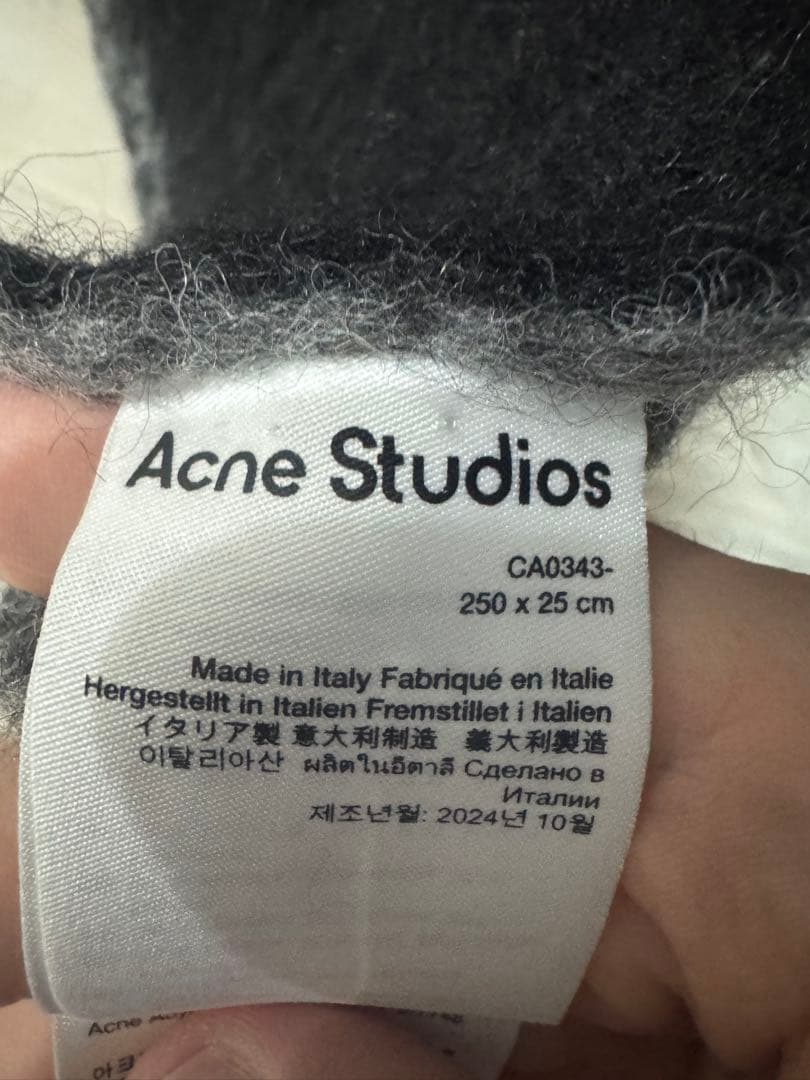 Acne Studios
CA0343-
250 x 25 cm
Made in Italy Fabriqué en Italie
Hergestellt in Italien Fremstillet i Italien
イタリア製 意大利制造 義大利製造
이탈리아산 ผลิตในอิตาลี Сделано в
Италии
제조년월: 2024년 10월
Acne